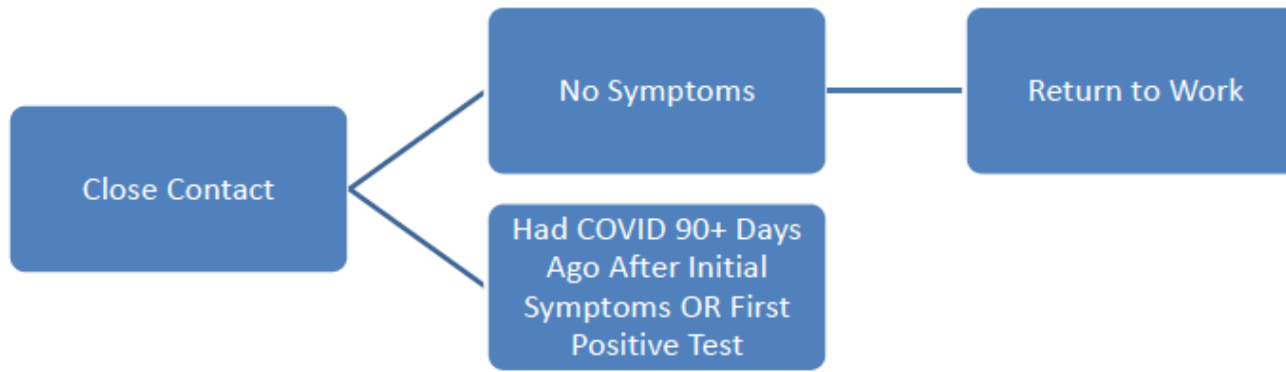 Close Contact
No Symptoms
Return to Work
Had COVID 90+ Days
Ago After Initial
Symptoms OR First
Positive Test